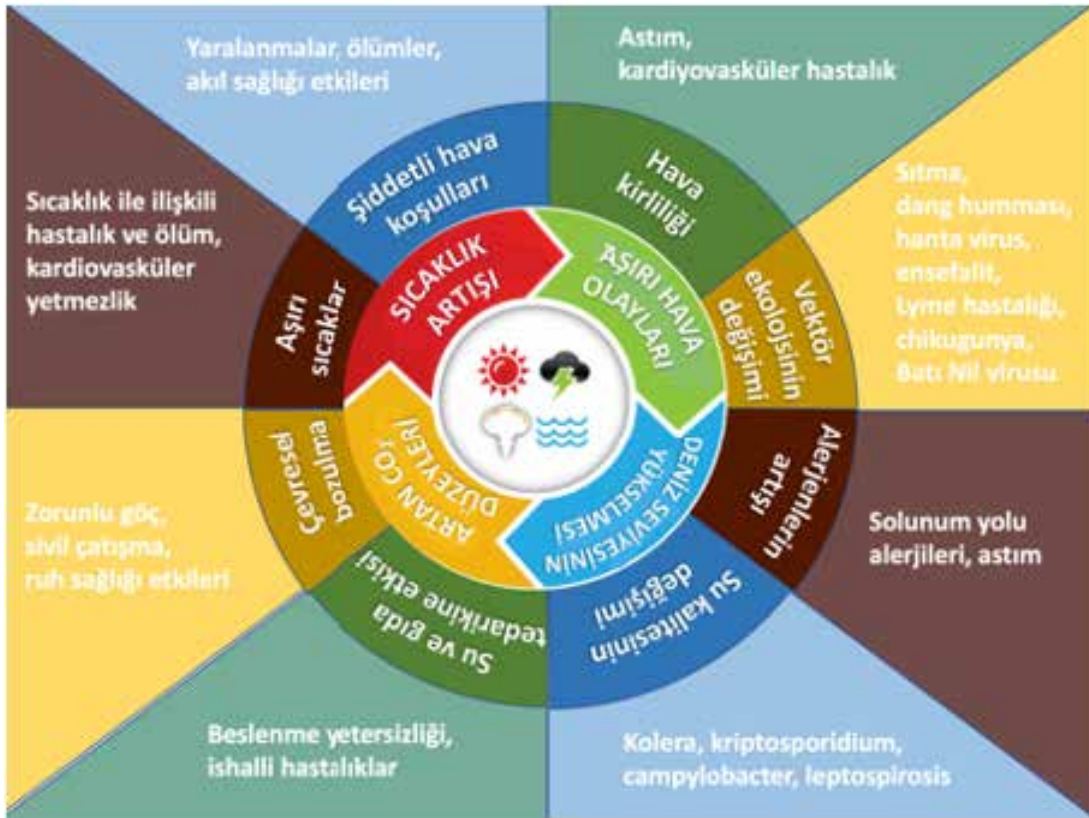 Yaralanmalar, ölümler,
akıl sağlığı etkileri
Astım,
kardiyovasküler hastalık
Sıtma,
dang humması,
hanta virus,
ensefalit,
Lyme hastalığı,
chikugunya,
Batı Nil virusu
Solunum yolu
alerjileri, astım
Kolera, kriptosporidium,
campylobacter, leptospirosis
Beslenme yetersizliği,
ishalli hastalıklar
Zorunlu göç,
sivil çatışma,
ruh sağlığı etkileri
Sıcaklık ile ilişkili
hastalık ve ölüm,
kardiovasküler
yetmezlik
Şiddetli hava
koşulları
Hava
kirliliği
Vektör
ekolojsinin
değişimi
Alerjenlerin
artışı
Su kalitesinin
değişimi
Su ve gıda
tedarikine etkisi
Çevresel
bozulma
Aşırı
sıcaklar
SICAKLIK
ARTIŞI
AŞIRI HAVA
OLAYLARI
DENİZ SEVİYESİNİN
YÜKSELMESİ
ARTAN CO₂
DÜZEYLERİ